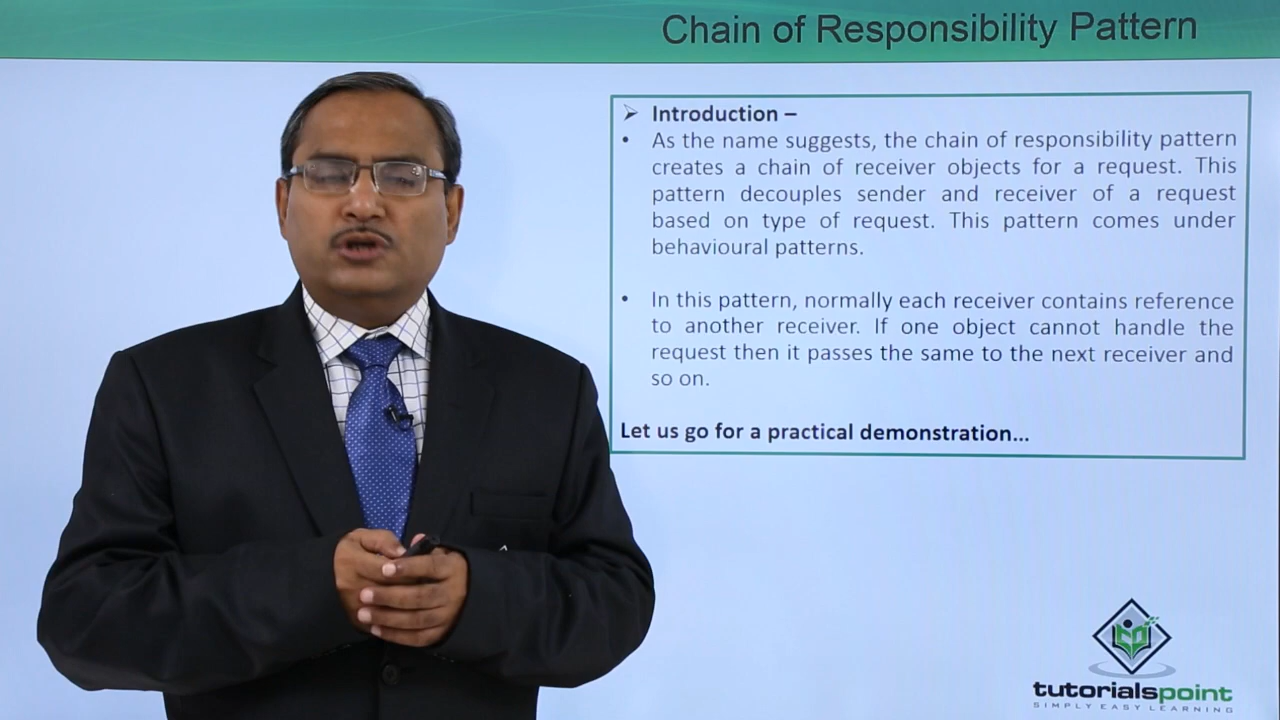 Chain of Responsibility Pattern
➢ Introduction –
• As the name suggests, the chain of responsibility pattern
creates a chain of receiver objects for a request. This
pattern decouples sender and receiver of a request
based on type of request. This pattern comes under
behavioural patterns.
• In this pattern, normally each receiver contains reference
to another receiver. If one object cannot handle the
request then it passes the same to the next receiver and
so on.
Let us go for a practical demonstration...
tutorialspoint
SIMPLY EASY LEARNING